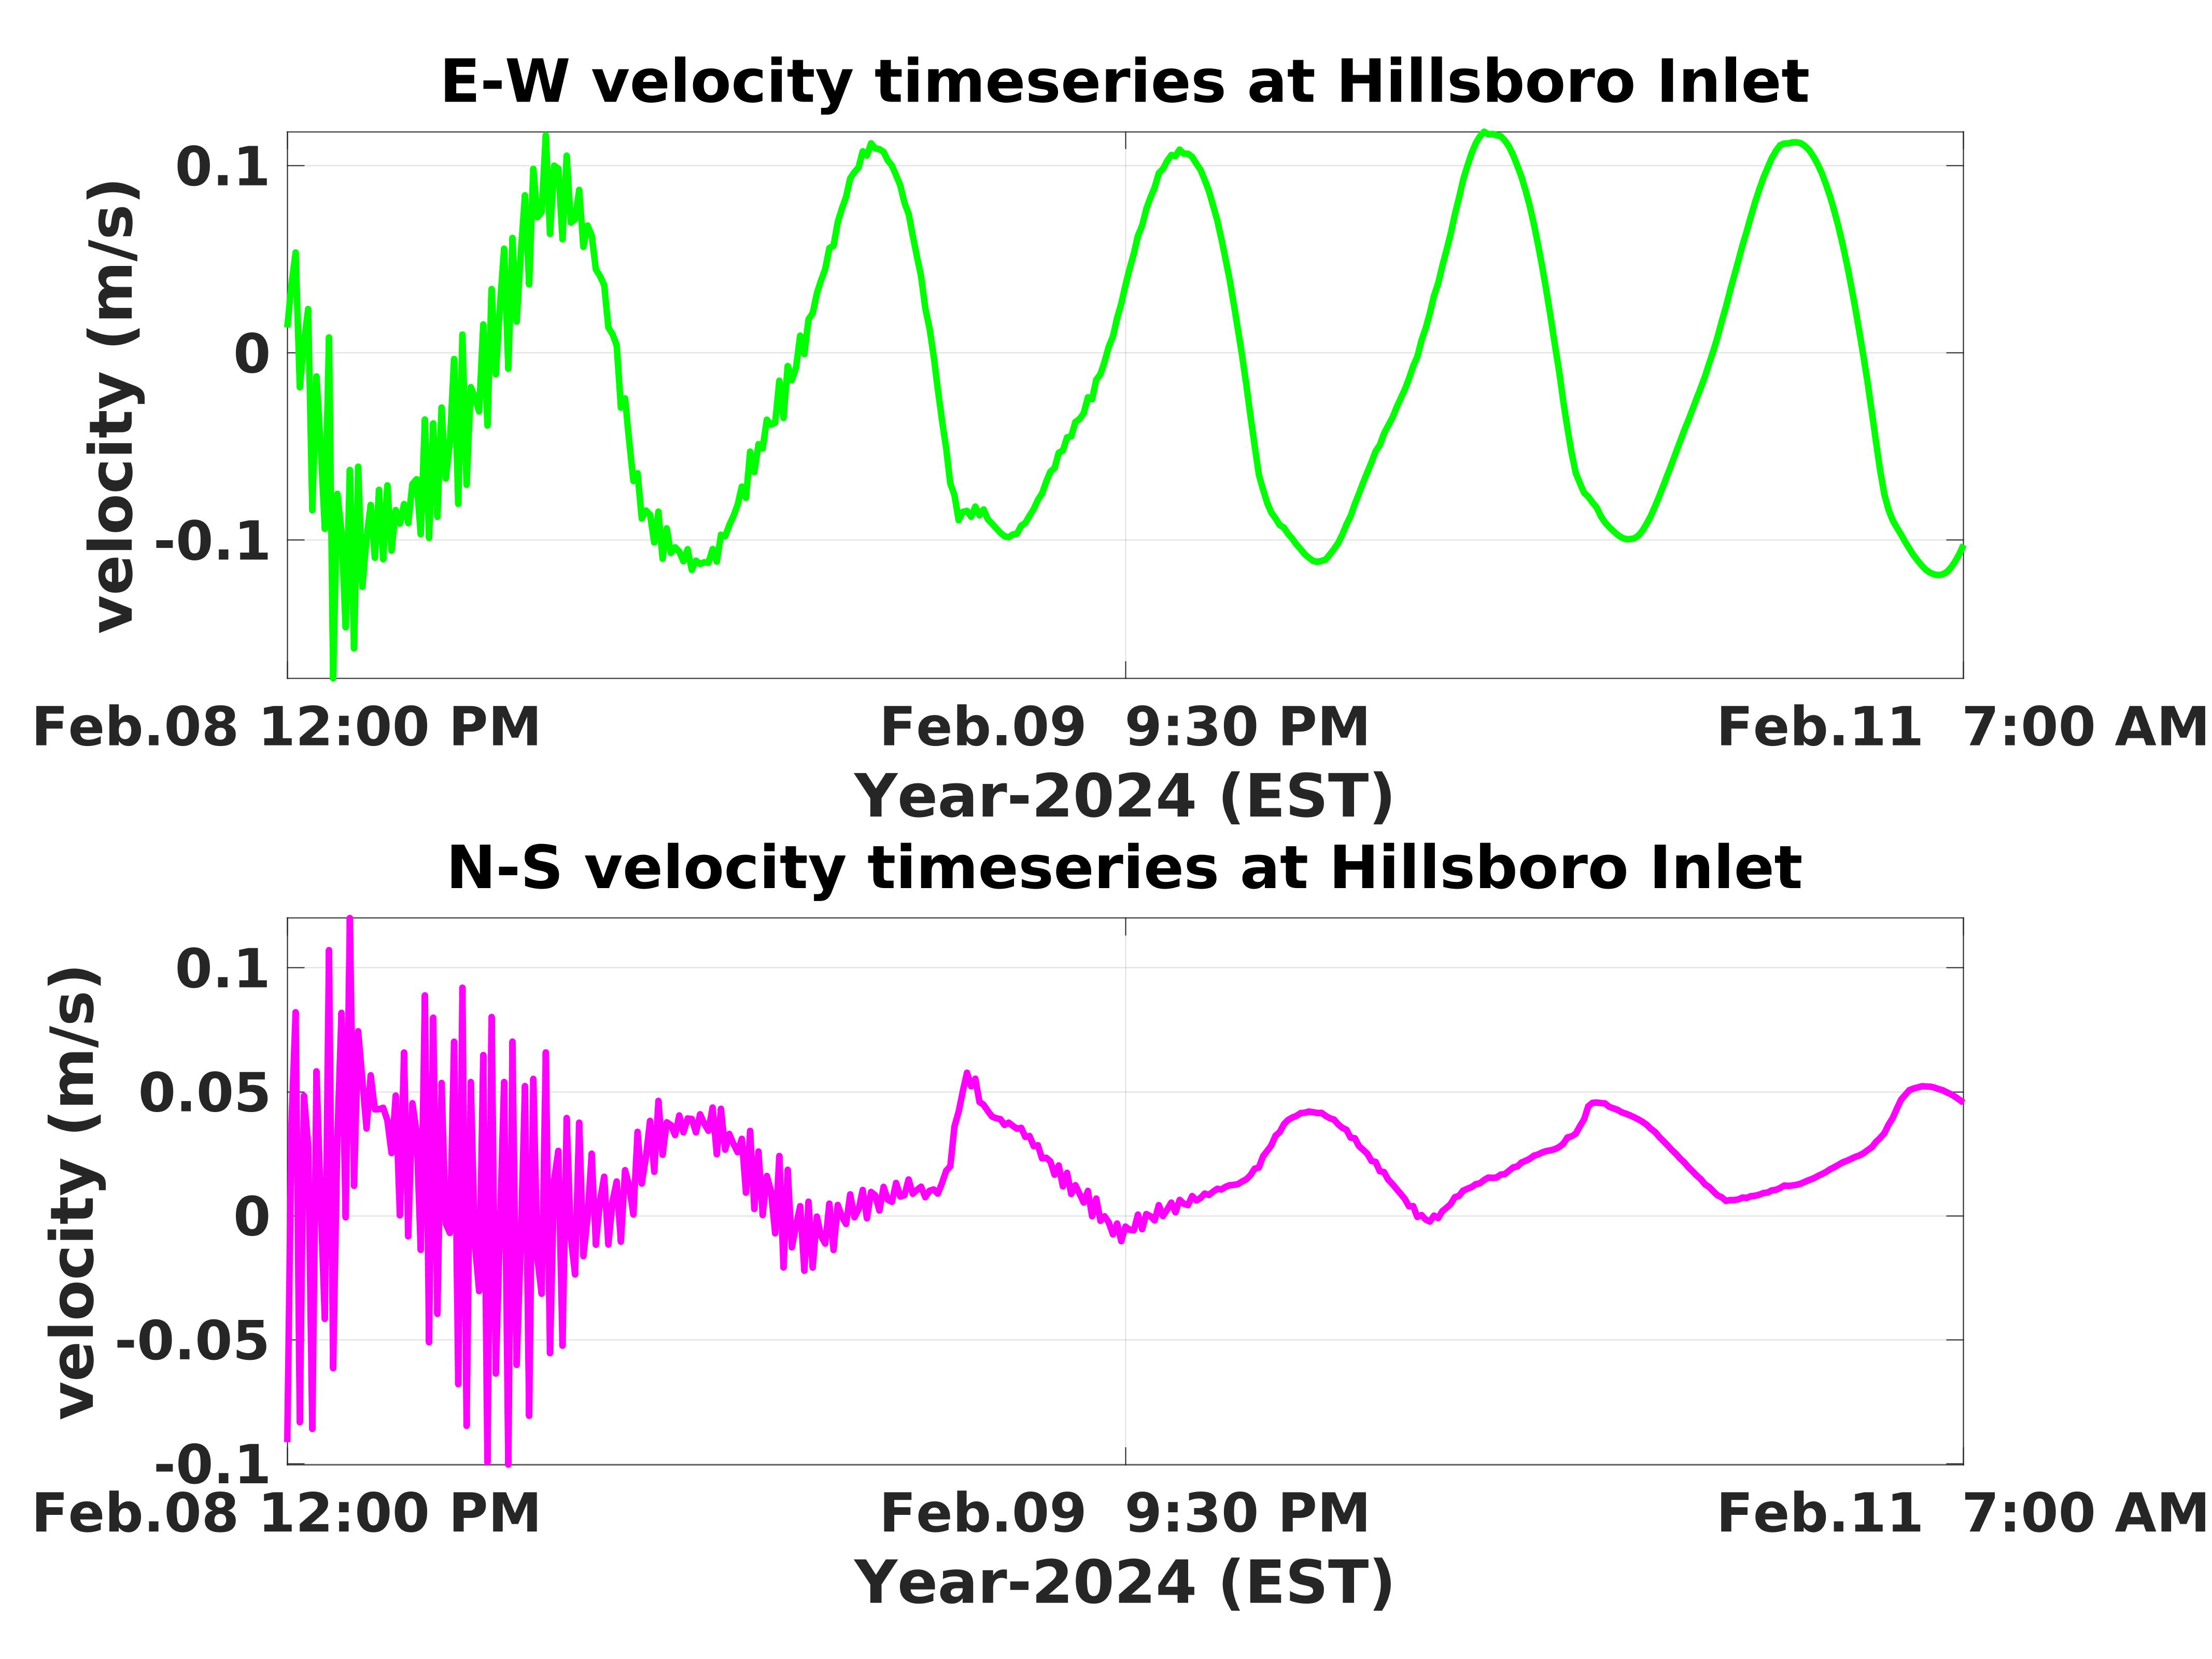 E-W velocity timeseries at Hillsboro Inlet
velocity (m/s)
0.1
0
-0.1
Feb.08 12:00 PM Feb.09 9:30 PM Feb.11 7:00 AM
Year-2024 (EST)
N-S velocity timeseries at Hillsboro Inlet
velocity (m/s)
0.1
0.05
0
-0.05
-0.1
Feb.08 12:00 PM Feb.09 9:30 PM Feb.11 7:00 AM
Year-2024 (EST)